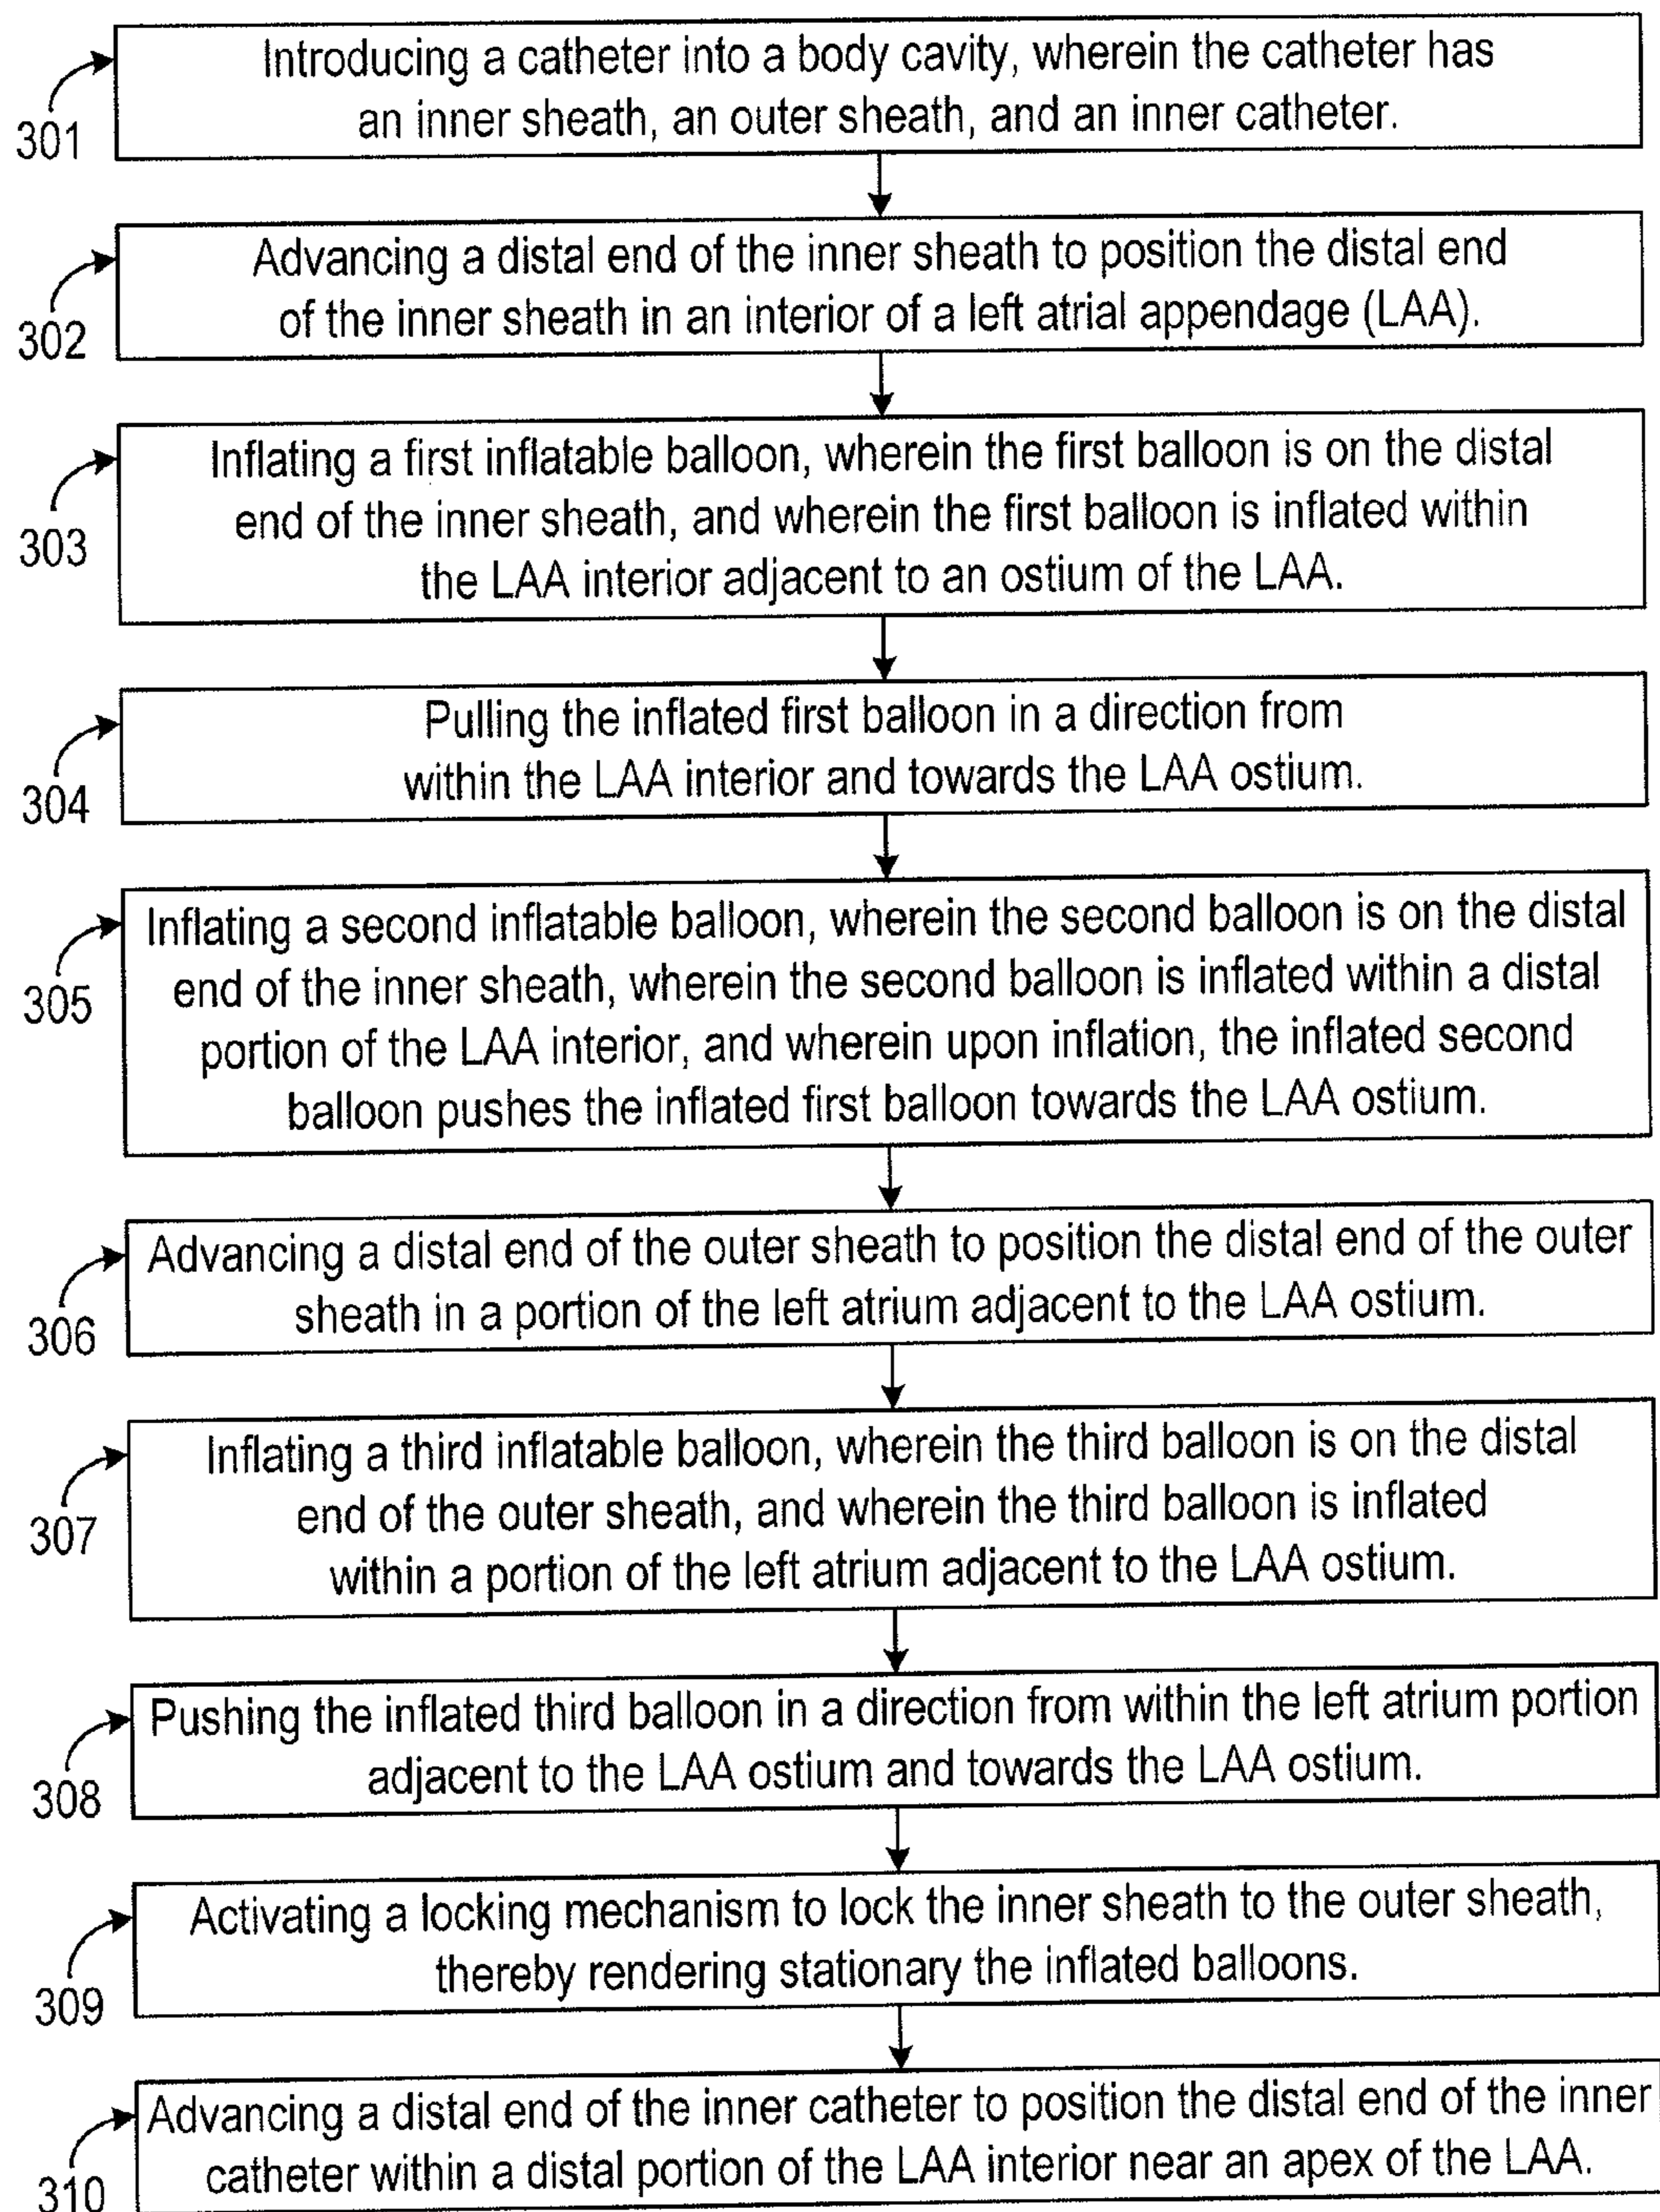 Introducing a catheter into a body cavity, wherein the catheter has
an inner sheath, an outer sheath, and an inner catheter.
301
Advancing a distal end of the inner sheath to position the distal end
of the inner sheath in an interior of a left atrial appendage (LAA).
302
Inflating a first inflatable balloon, wherein the first balloon is on the distal
end of the inner sheath, and wherein the first balloon is inflated within
the LAA interior adjacent to an ostium of the LAA.
303
Pulling the inflated first balloon in a direction from
within the LAA interior and towards the LAA ostium.
304
Inflating a second inflatable balloon, wherein the second balloon is on the distal
end of the inner sheath, wherein the second balloon is inflated within a distal
portion of the LAA interior, and wherein upon inflation, the inflated second
balloon pushes the inflated first balloon towards the LAA ostium.
305
Advancing a distal end of the outer sheath to position the distal end of the outer
sheath in a portion of the left atrium adjacent to the LAA ostium.
306
Inflating a third inflatable balloon, wherein the third balloon is on the distal
end of the outer sheath, and wherein the third balloon is inflated
within a portion of the left atrium adjacent to the LAA ostium.
307
Pushing the inflated third balloon in a direction from within the left atrium portion
adjacent to the LAA ostium and towards the LAA ostium.
308
Activating a locking mechanism to lock the inner sheath to the outer sheath,
thereby rendering stationary the inflated balloons.
309
Advancing a distal end of the inner catheter to position the distal end of the inner
catheter within a distal portion of the LAA interior near an apex of the LAA.
310